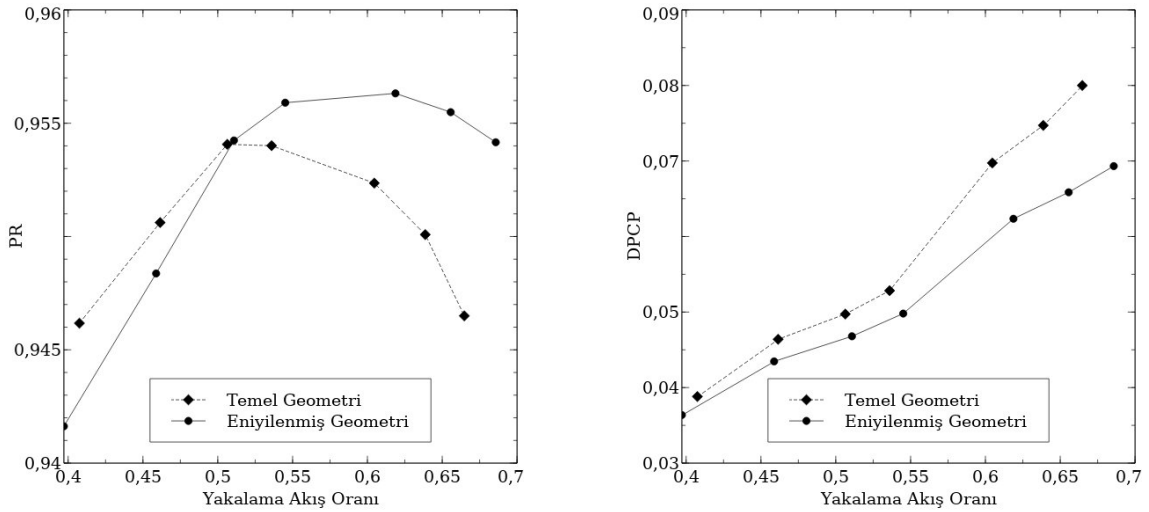 0,96
0,955
0,945
0,94
PR
Temel Geometri
Eniyilenmiş Geometri
0,4 0,45 0,5 0,55 0,6 0,65 0,7
Yakalama Akış Oranı
0,09
0,08
0,07
0,05
0,04
0,03
DPCP
Temel Geometri
Eniyilenmiş Geometri
0,4 0,45 0,5 0,55 0,6 0,65 0,7
Yakalama Akış Oranı